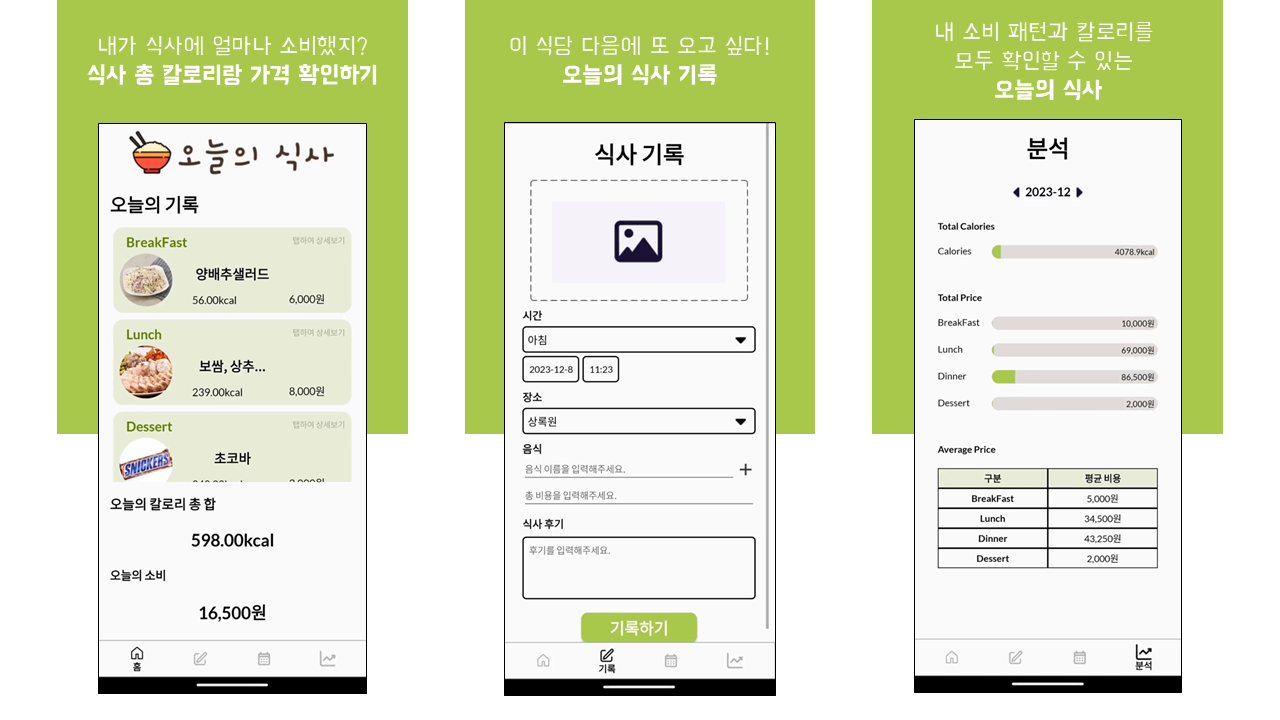 내가 식사에 얼마나 소비했지?
식사 총 칼로리랑 가격 확인하기
오늘의 식사
오늘의 기록
BreakFast
탭하여 상세보기
양배추샐러드
56.00kcal
6,000원
Lunch
탭하여 상세보기
보쌈, 상추...
239.00kcal
8,000원
Dessert
탭하여 상세보기
SNICKERS
초코바
오늘의 칼로리 총 합
598.00kcal
오늘의 소비
16,500원
홈
이 식당 다음에 또 오고 싶다!
오늘의 식사 기록
식사 기록
시간
아침
2023-12-8
11:23
장소
상록원
음식
음식 이름을 입력해주세요.
총 비용을 입력해주세요.
식사 후기
후기를 입력해주세요.
기록하기
기록
내 소비 패턴과 칼로리를
모두 확인할 수 있는
오늘의 식사
분석
2023-12
Total Calories
Calories 4078.9kcal
Total Price
BreakFast 10,000원
Lunch 69,000원
Dinner 86,500원
Dessert 2,000원
Average Price
구분 평균 비용
BreakFast 5,000원
Lunch 34,500원
Dinner 43,250원
Dessert 2,000원
분석